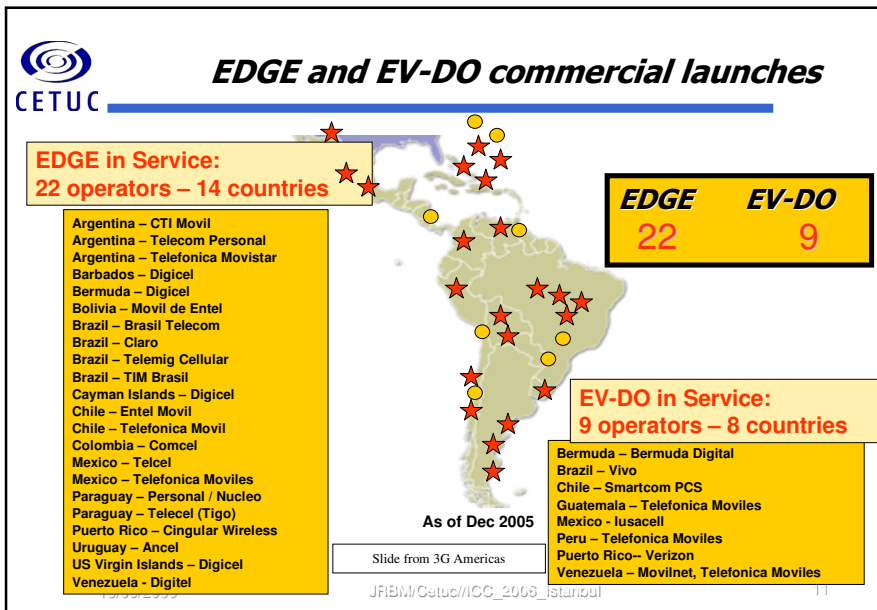 CETUC
EDGE and EV-DO commercial launches
EDGE in Service:
22 operators – 14 countries
Argentina – CTI Movil
Argentina – Telecom Personal
Argentina – Telefonica Movistar
Barbados – Digicel
Bermuda – Digicel
Bolivia – Movil de Entel
Brazil – Brasil Telecom
Brazil – Claro
Brazil – Telemig Cellular
Brazil – TIM Brasil
Cayman Islands – Digicel
Chile – Entel Movil
Chile – Telefonica Movil
Colombia – Comcel
Mexico – Telcel
Mexico – Telefonica Moviles
Paraguay – Personal / Nucleo
Paraguay – Telecel (Tigo)
Puerto Rico – Cingular Wireless
Uruguay – Ancel
US Virgin Islands – Digicel
Venezuela - Digitel
EDGE EV-DO
22 9
EV-DO in Service:
9 operators – 8 countries
Bermuda – Bermuda Digital
Brazil – Vivo
Chile – Smartcom PCS
Guatemala – Telefonica Moviles
Mexico - Iusacell
Peru – Telefonica Moviles
Puerto Rico-- Verizon
Venezuela – Movilnet, Telefonica Moviles
As of Dec 2005
Slide from 3G Americas
JRBM/Cetuc//ICC_2006_Istanbul
11